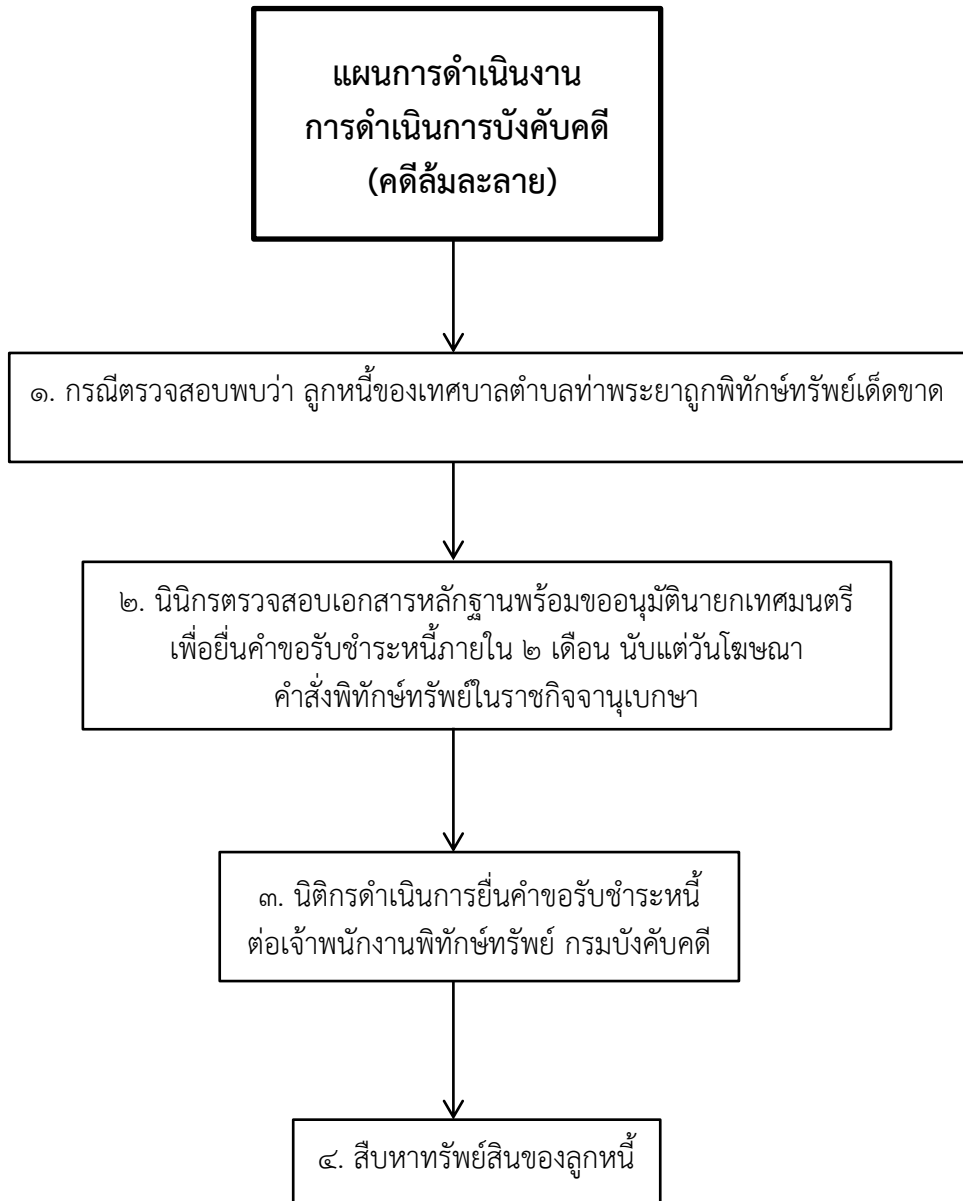 แผนการดำเนินงาน
การดำเนินการบังคับคดี
(คดีล้มละลาย)
๑. กรณีตรวจสอบพบว่า ลูกหนี้ของเทศบาลตำบลท่าพระยาถูกพิทักษ์ทรัพย์เด็ดขาด
๒. นินิกรตรวจสอบเอกสารหลักฐานพร้อมขออนุมัตินายกเทศมนตรี
เพื่อยื่นคำขอรับชำระหนี้ภายใน ๒ เดือน นับแต่วันโฆษณา
คำสั่งพิทักษ์ทรัพย์ในราชกิจจานุเบกษา
๓. นิติกรดำเนินการยื่นคำขอรับชำระหนี้
ต่อเจ้าพนักงานพิทักษ์ทรัพย์ กรมบังคับคดี
๔. สืบหาทรัพย์สินของลูกหนี้